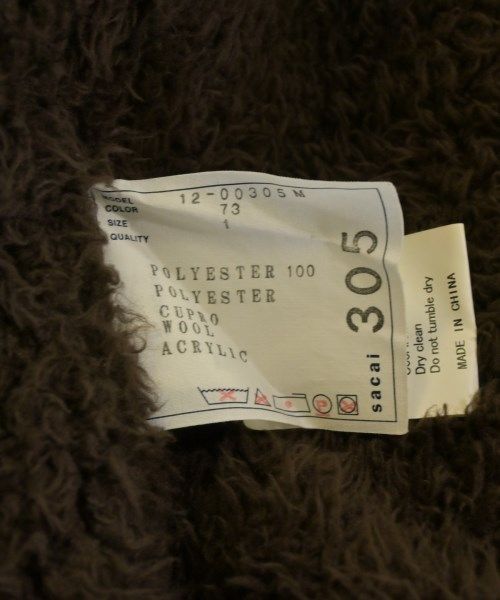 MODEL 12-00305M
COLOR 73
SIZE 1
QUALITY
POLYESTER 100
POLYESTER
CUPRO
WOOL
ACRYLIC
sacai 305
Dry clean
Do not tumble dry
MADE IN CHINA